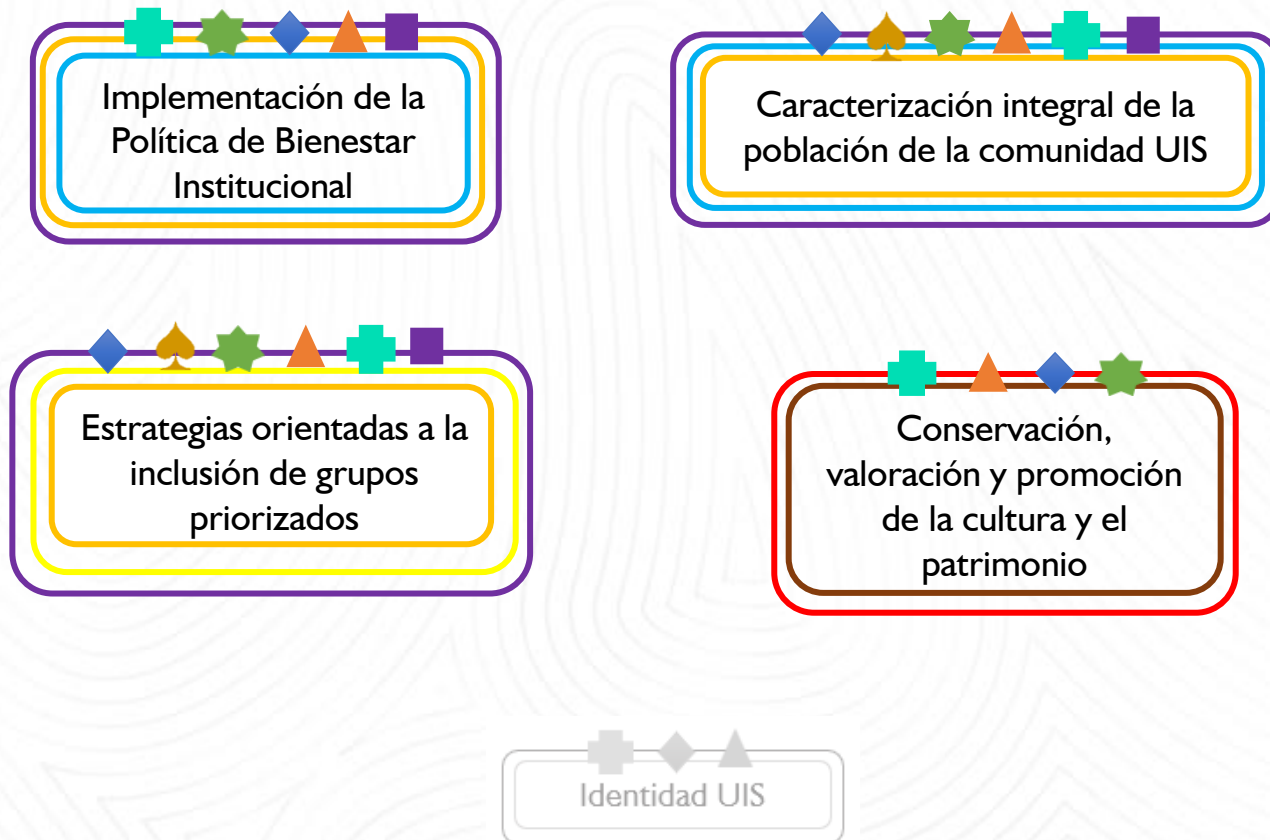 Implementación de la
Política de Bienestar
Institucional
Caracterización integral de la
población de la comunidad UIS
Estrategias orientadas a la
inclusión de grupos
priorizados
Conservación,
valoración y promoción
de la cultura y el
patrimonio
Identidad UIS